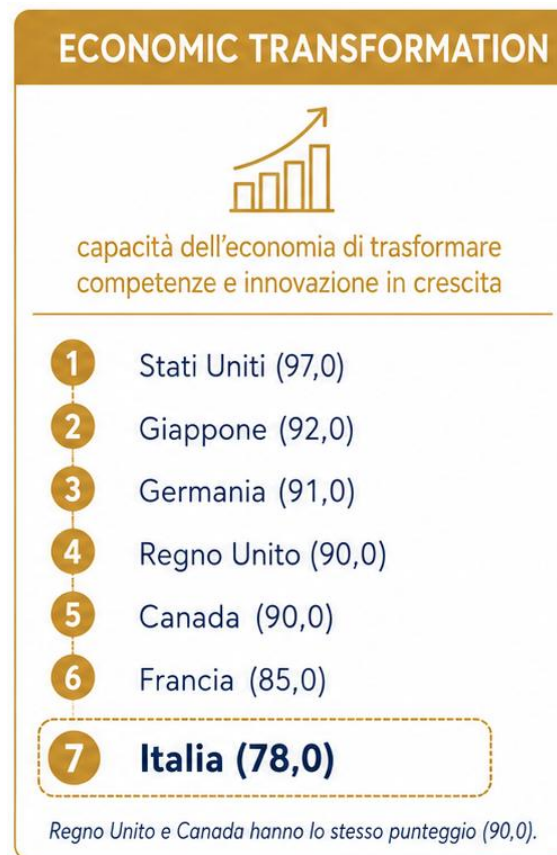 ECONOMIC TRANSFORMATION
capacità dell'economia di trasformare
competenze e innovazione in crescita
1 Stati Uniti (97,0)
2 Giappone (92,0)
3 Germania (91,0)
4 Regno Unito (90,0)
5 Canada (90,0)
6 Francia (85,0)
7 Italia (78,0)
Regno Unito e Canada hanno lo stesso punteggio (90,0).